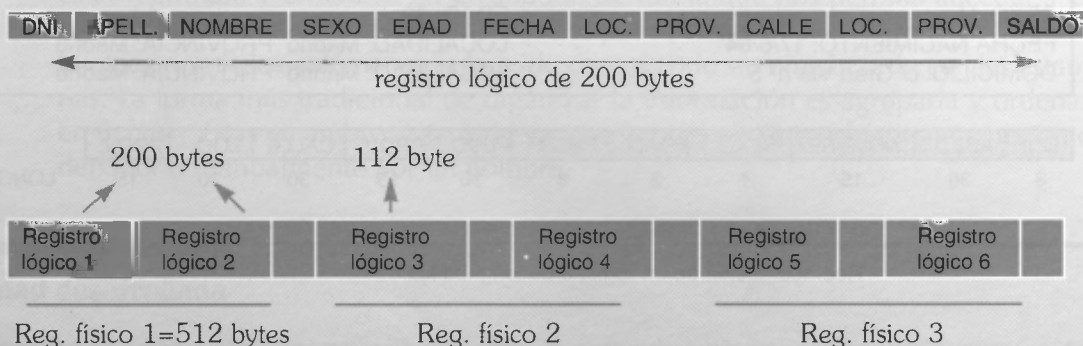 DNI APELL. NOMBRE SEXO EDAD FECHA LOC. PROV. CALLE LOC. PROV. SALDO
registro lógico de 200 bytes
200 bytes 112 byte
Registro lógico 1
Registro lógico 2
Registro lógico 3
Registro lógico 4
Registro lógico 5
Registro lógico 6
Reg. físico 1=512 bytes Reg. físico 2 Reg. físico 3